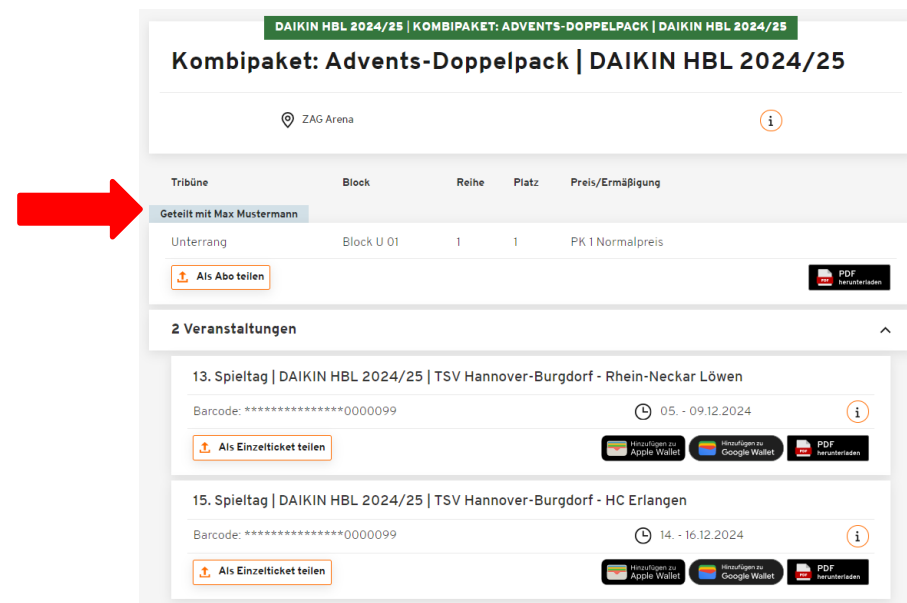 DAIKIN HBL 2024/25 | KOMBIPAKET: ADVENTS-DOPPELPACK | DAIKIN HBL 2024/25
Kombipaket: Advents-Doppelpack | DAIKIN HBL 2024/25
ZAG Arena
i
Tribüne Block Reihe Platz Preis/Ermäßigung
Geteilt mit Max Mustermann
Unterrang Block U 01 1 1 PK 1 Normalpreis
Als Abo teilen
PDF
PDF herunterladen
2 Veranstaltungen
13. Spieltag | DAIKIN HBL 2024/25 | TSV Hannover-Burgdorf - Rhein-Neckar Löwen
Barcode: ***************0000099 05. - 09.12.2024 i
Als Einzelticket teilen
Hinzufügen zu Apple Wallet
Hinzufügen zu Google Wallet
PDF
PDF herunterladen
15. Spieltag | DAIKIN HBL 2024/25 | TSV Hannover-Burgdorf - HC Erlangen
Barcode: ***************0000099 14. - 16.12.2024 i
Als Einzelticket teilen
Hinzufügen zu Apple Wallet
Hinzufügen zu Google Wallet
PDF
PDF herunterladen